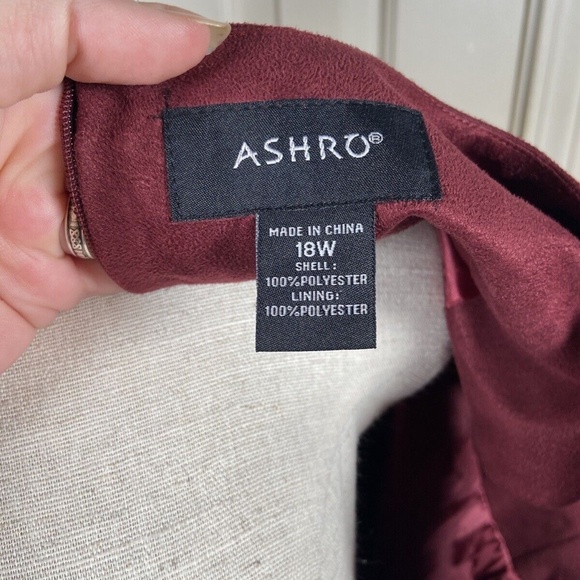 ASHRO®
MADE IN CHINA
18W
SHELL:
100%POLYESTER
LINING:
100%POLYESTER